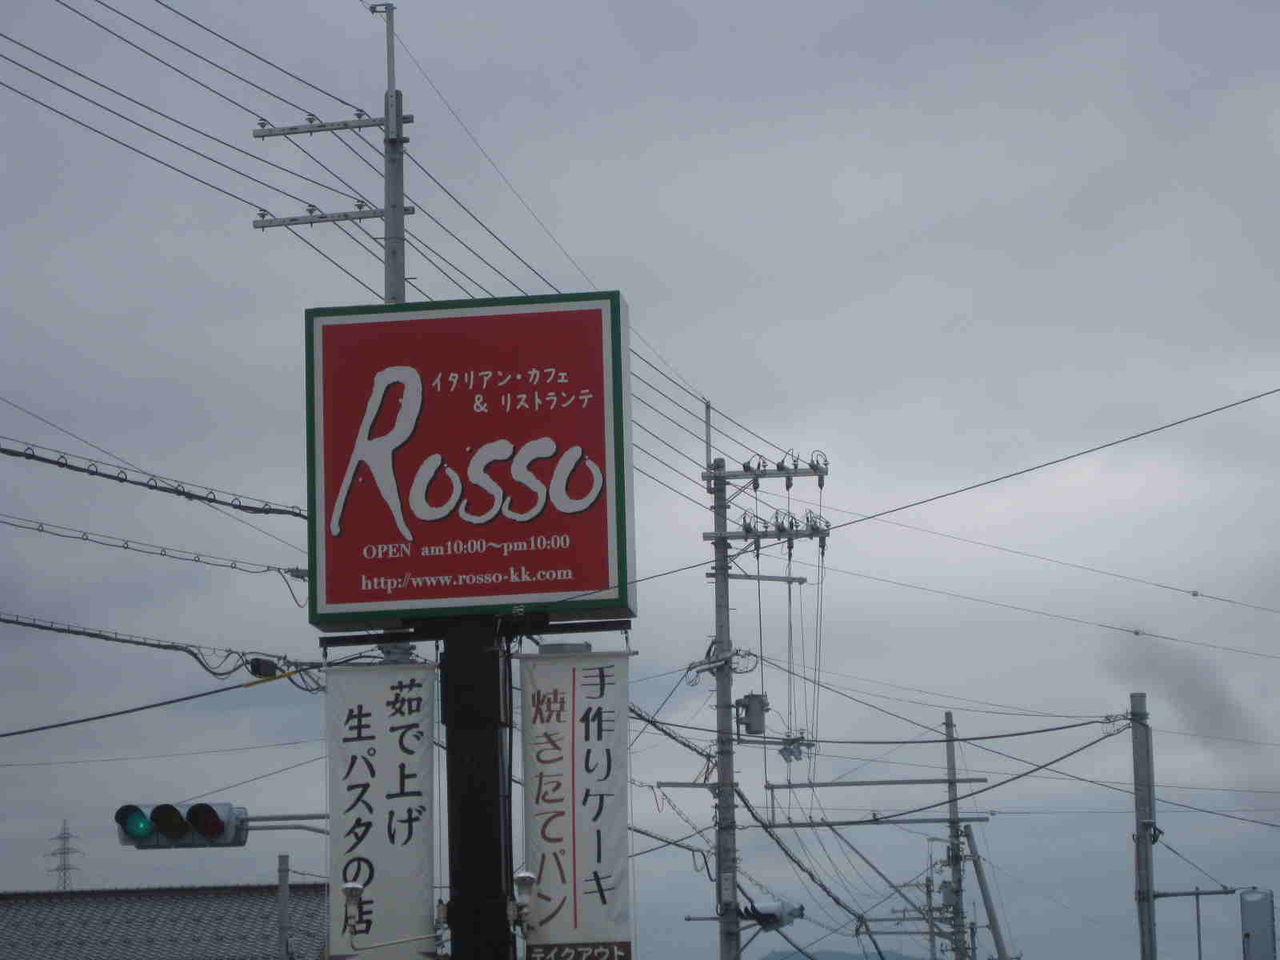 イタリアン・カフェ
& リストランテ
Rosso
OPEN am10:00〜pm10:00
http://www.rosso-kk.com
茹で上げ
生パスタの店
手作りケーキ
焼きたてパン
テイクアウト